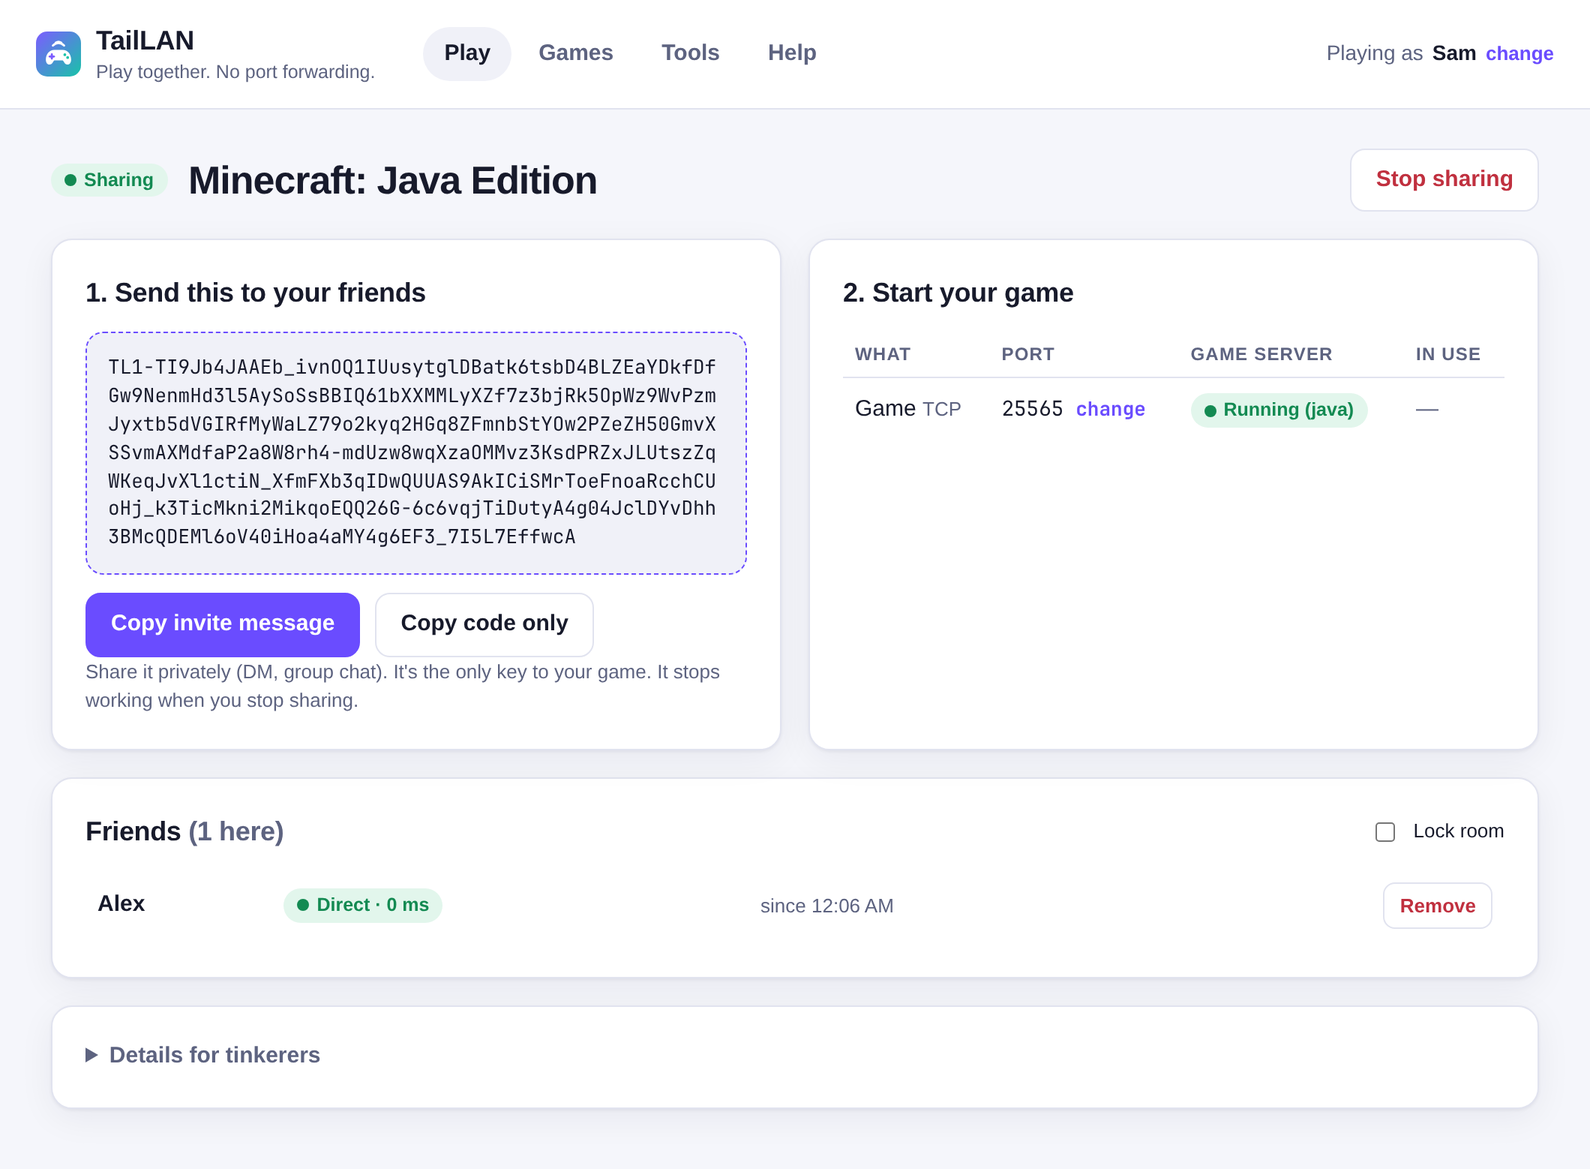 TailLAN
Play together. No port forwarding.
Play
Games
Tools
Help
Playing as Sam change
Sharing
Minecraft: Java Edition
Stop sharing
1. Send this to your friends
TL1-TI9Jb4JAAEb_ivnOQ1IUusytglDBatk6tsbD4BLZEaYDkfDf
Gw9NenmHd3l5AySoSsBBIQ61bXXMMLyXZf7z3bjRk5OpWz9WvPzm
Jyxtb5dVGIRfMyWaLZ79o2kyq2HGq8ZFmnbStYOw2PZeZH50GmvX
SSvmAXMdfaP2a8W8rh4-mdUzw8wqXzaOMMvz3KsdPRZxJLUtszZq
WKeqJvXl1ctiN_XfmFXb3qIDwQUUAS9AkICiSMrToeFnoaRcchCU
oHj_k3TicMkni2MikqoEQQ26G-6c6vqjTiDutyA4g04JclDYvDhh
3BMcQDEMl6oV40iHoa4aMY4g6EF3_7I5L7EffwcA
Copy invite message
Copy code only
Share it privately (DM, group chat). It's the only key to your game. It stops
working when you stop sharing.
2. Start your game
WHAT PORT GAME SERVER IN USE
Game TCP 25565 change Running (java) —
Friends (1 here)
Lock room
Alex
Direct · 0 ms
since 12:06 AM
Remove
Details for tinkerers